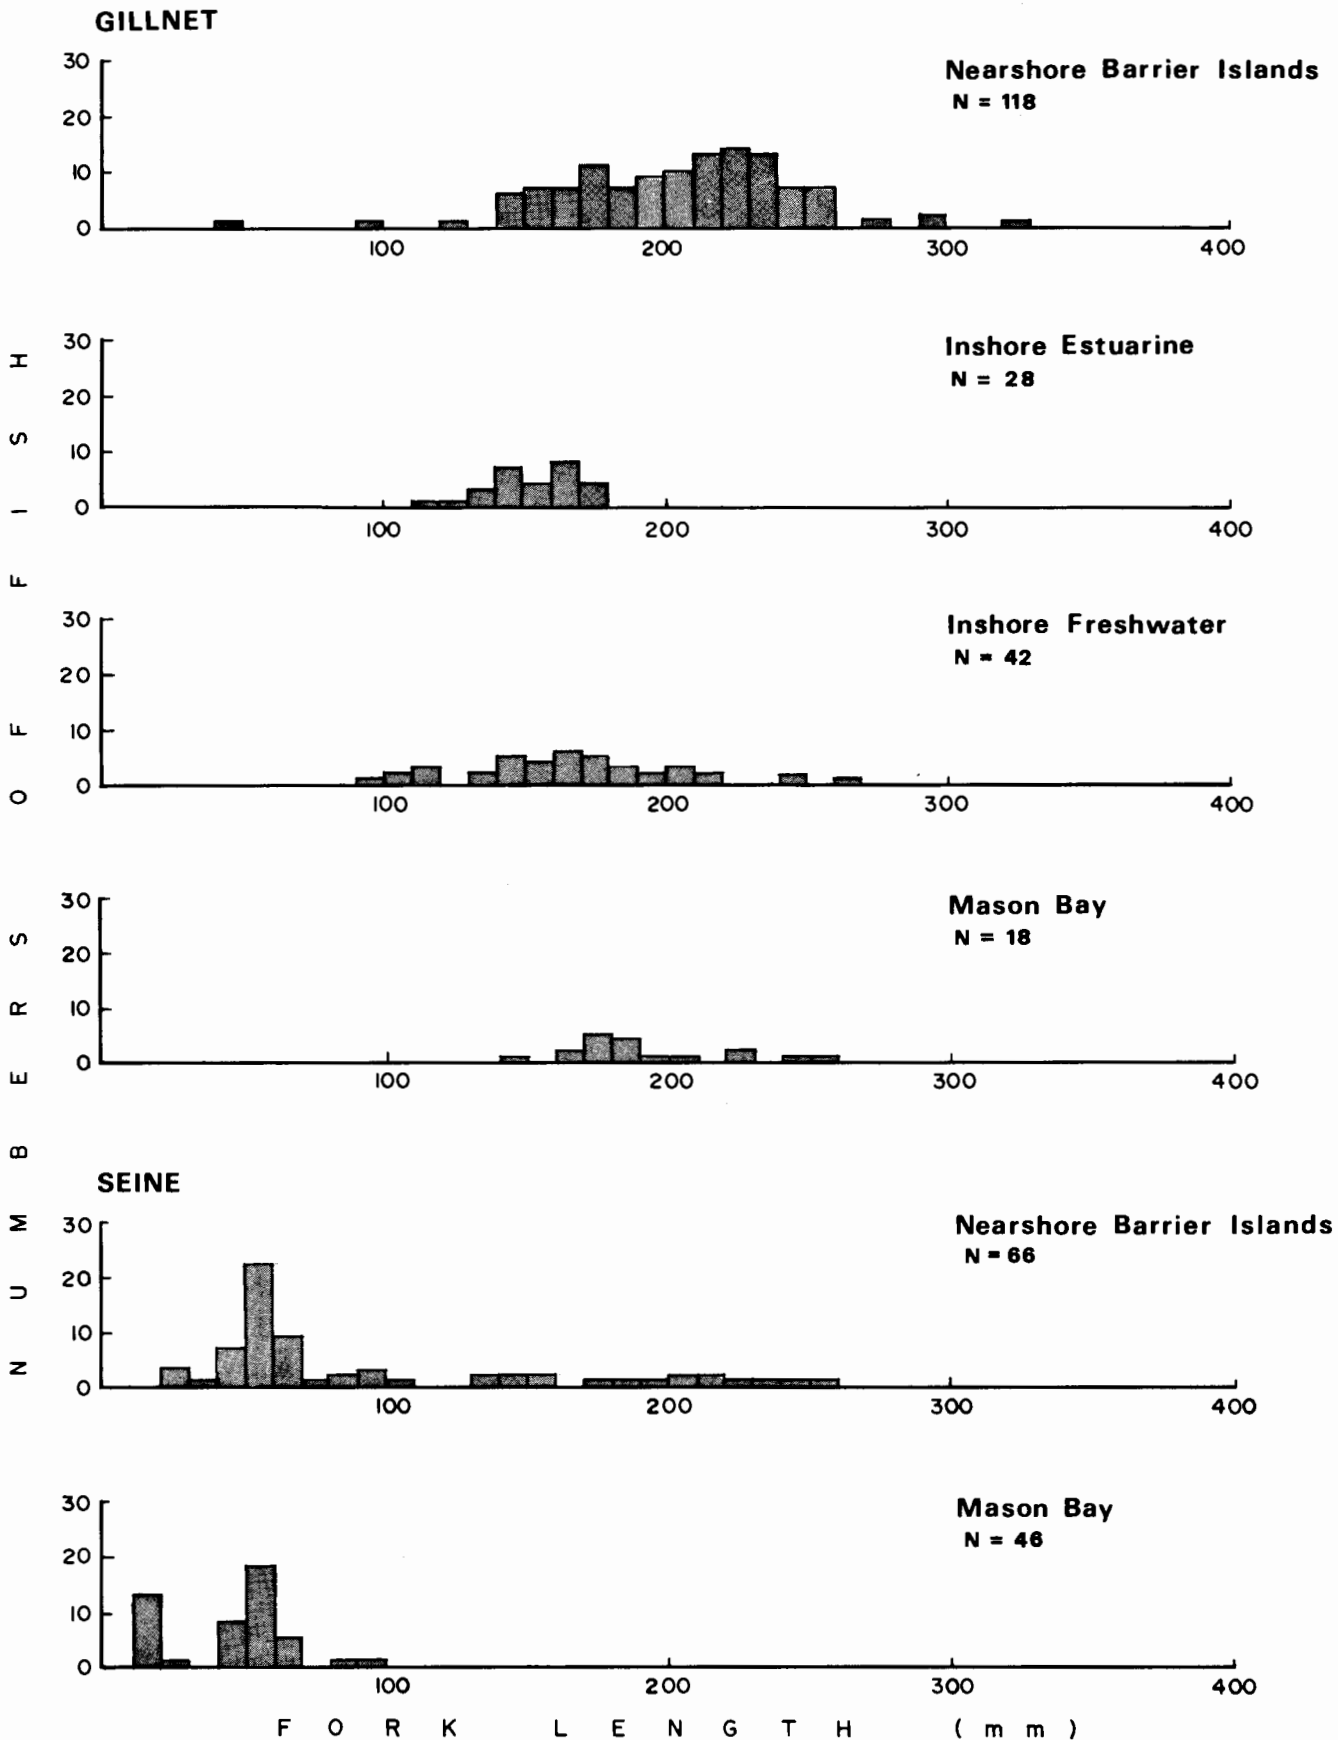 GILLNET
Nearshore Barrier Islands
N = 118
30
20
10
0
100 200 300 400
Inshore Estuarine
N = 28
30
20
10
0
100 200 300 400
Inshore Freshwater
N = 42
30
20
10
0
100 200 300 400
Mason Bay
N = 18
30
20
10
0
100 200 300 400
SEINE
Nearshore Barrier Islands
N = 66
30
20
10
0
100 200 300 400
Mason Bay
N = 46
30
20
10
0
100 200 300 400
FORK LENGTH (mm)
NUMBERS OF FISH